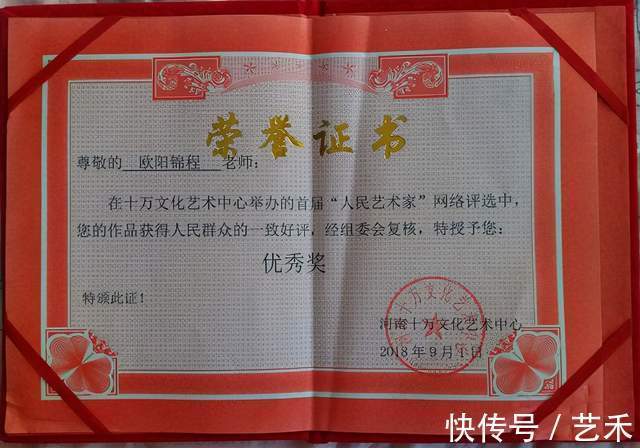 荣誉证书
尊敬的 欧阳锦程 老师：
在十万文化艺术中心举办的首届“人民艺术家”网络评选中，
您的作品获得人民群众的一致好评，经组委会复核，特授予您：
优秀奖
特颁此证！
河南十万文化艺术中心
2018年9月1日
快传号/艺禾